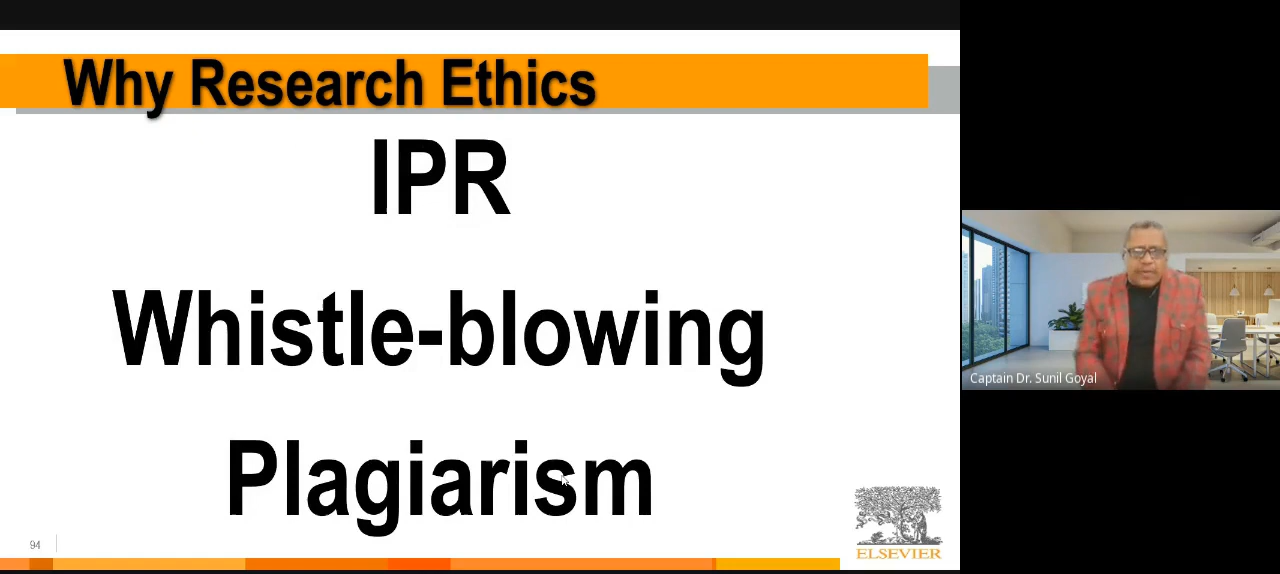 Why Research Ethics
IPR
Whistle-blowing
Plagiarism
94
ELSEVIER
Captain Dr. Sunil Goyal